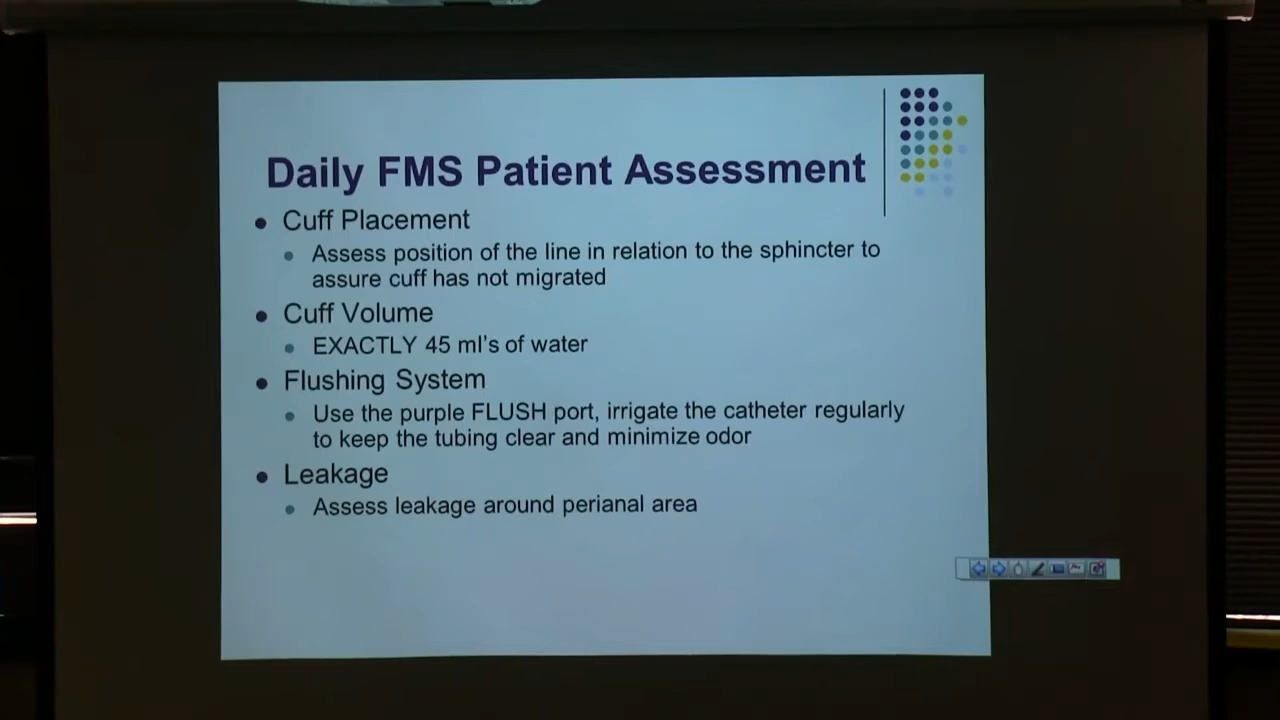 Daily FMS Patient Assessment
Cuff Placement
Assess position of the line in relation to the sphincter to
assure cuff has not migrated
Cuff Volume
EXACTLY 45 ml's of water
Flushing System
Use the purple FLUSH port, irrigate the catheter regularly
to keep the tubing clear and minimize odor
Leakage
Assess leakage around perianal area